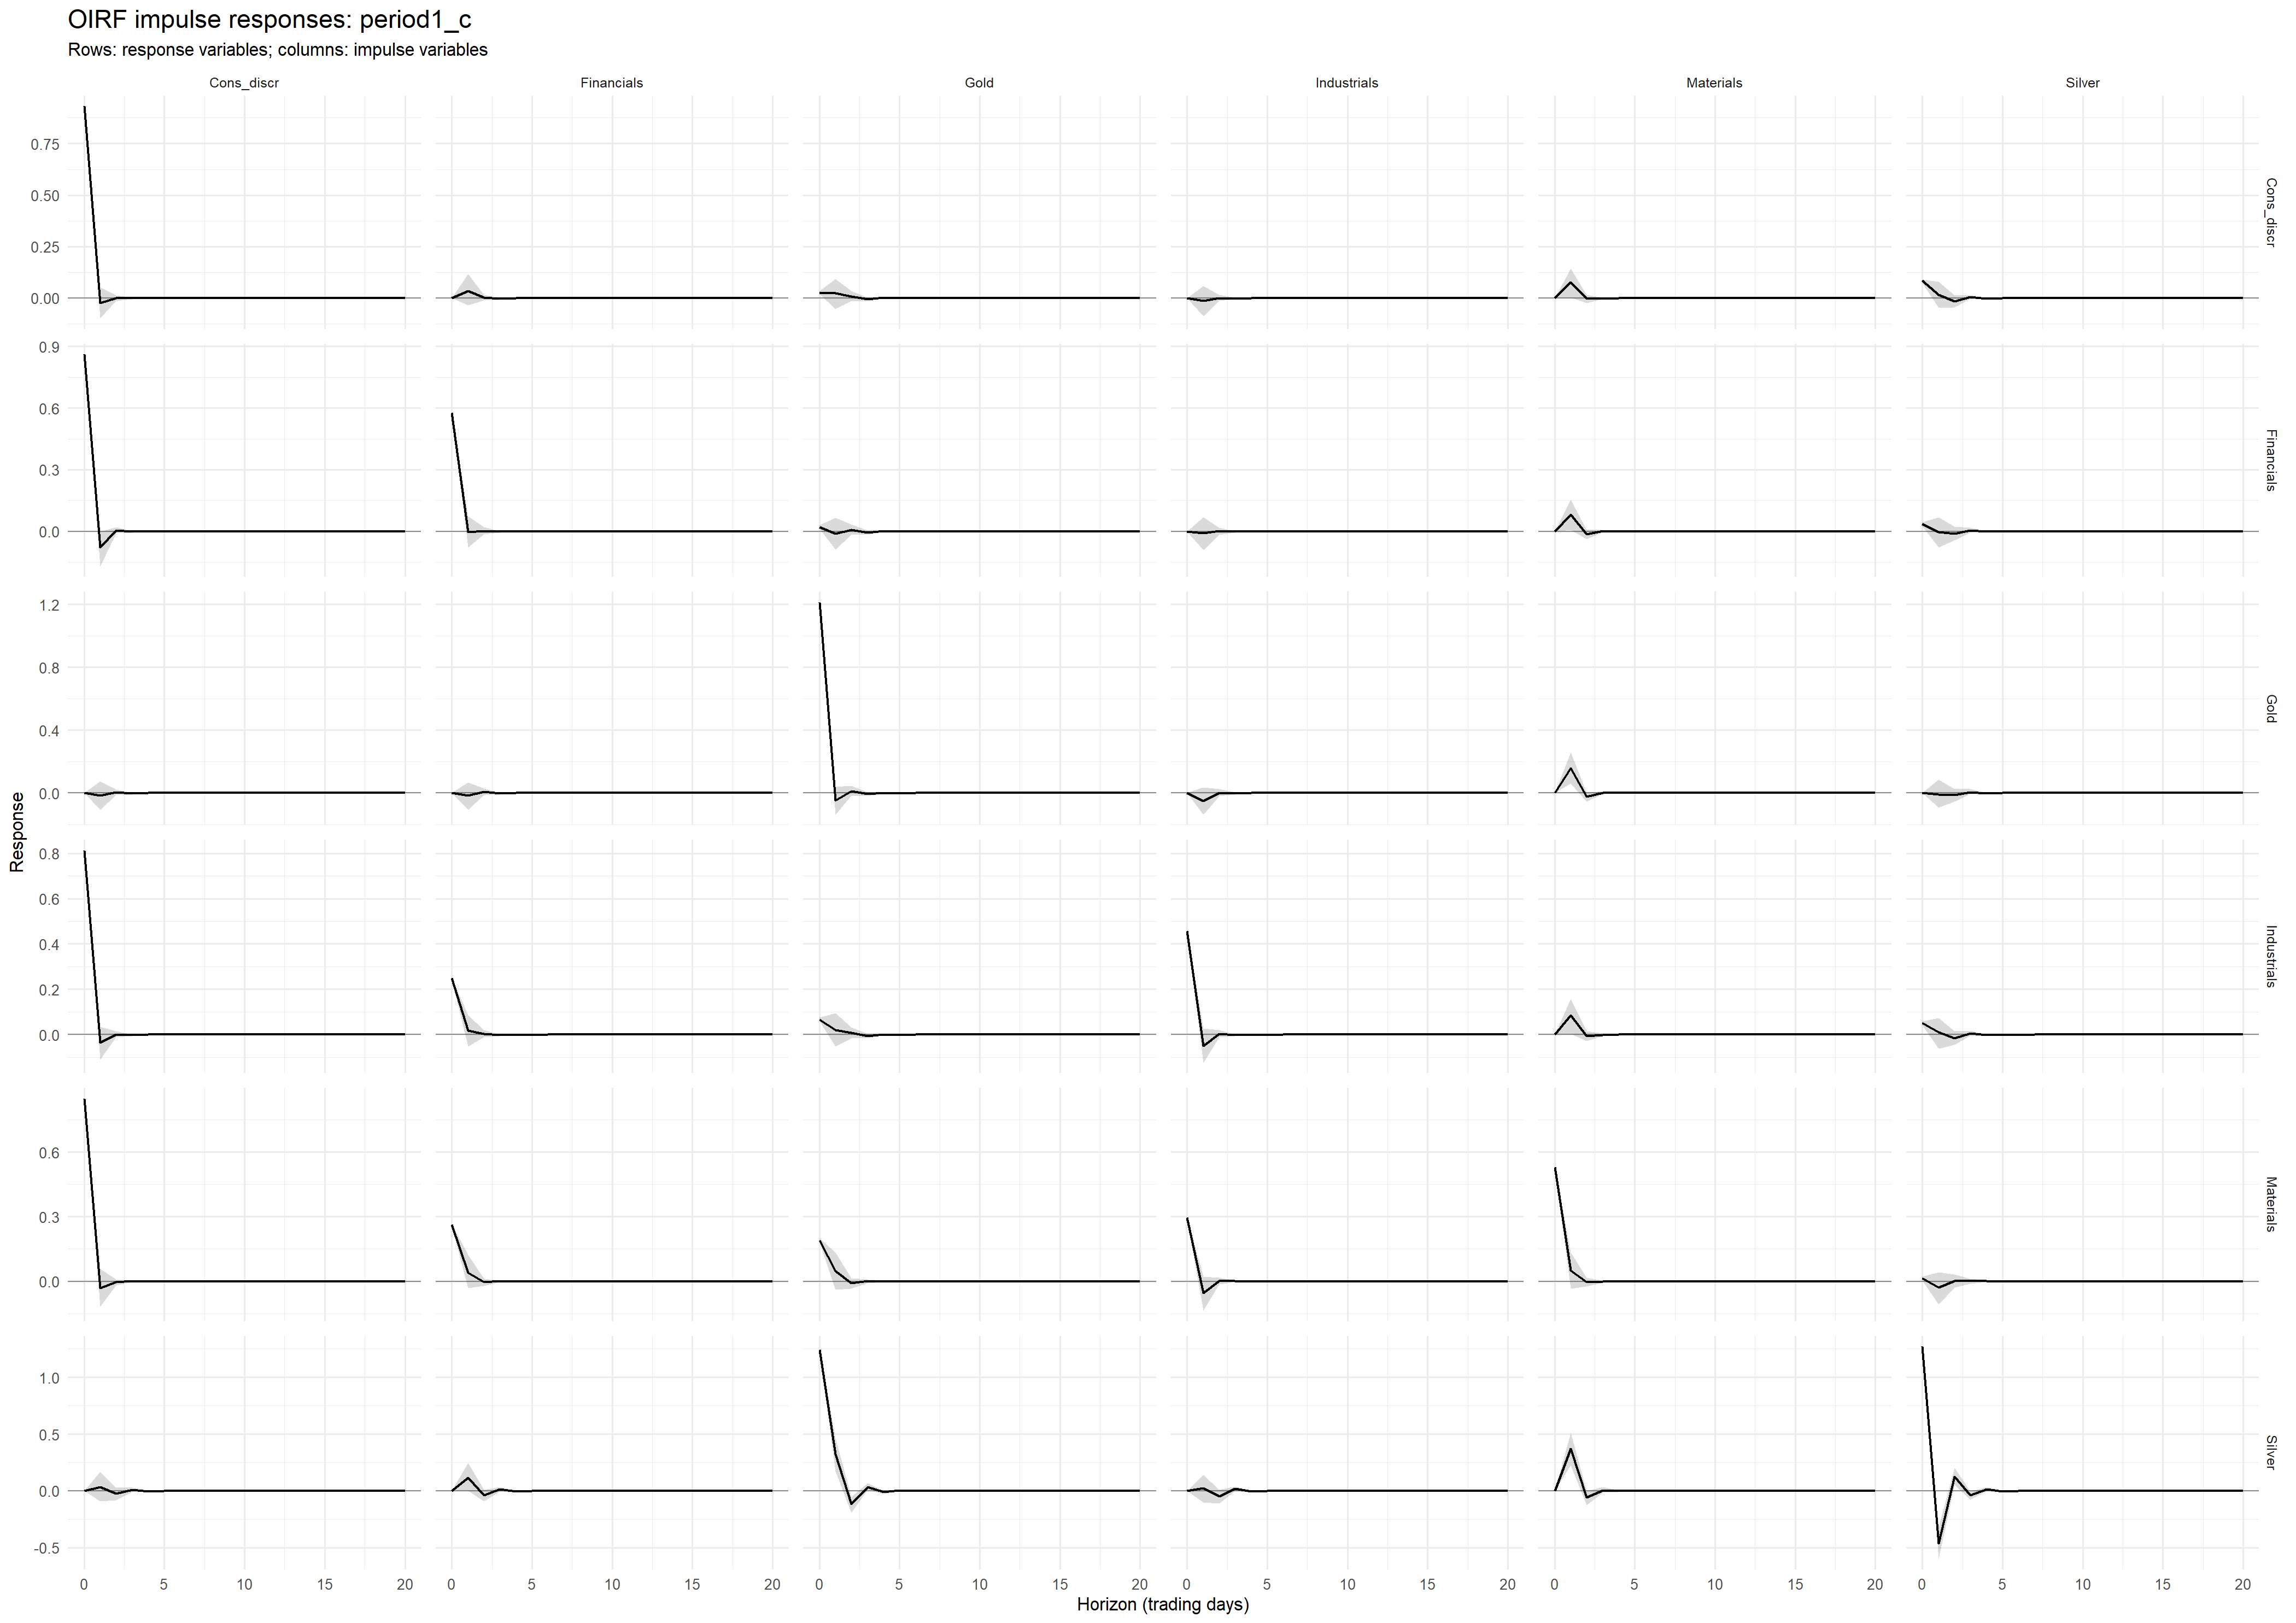 OIRF impulse responses: period1_c
Rows: response variables; columns: impulse variables
Cons_discr Financials Gold Industrials Materials Silver
0.75
0.50
0.25
0.00
Cons_discr
0.9
0.6
0.3
0.0
Financials
1.2
0.8
0.4
0.0
Gold
Response
0.8
0.6
0.4
0.2
0.0
Industrials
0.6
0.3
0.0
Materials
1.0
0.5
0.0
-0.5
Silver
0 5 10 15 20 0 5 10 15 20 0 5 10 15 20 0 5 10 15 20 0 5 10 15 20 0 5 10 15 20
Horizon (trading days)